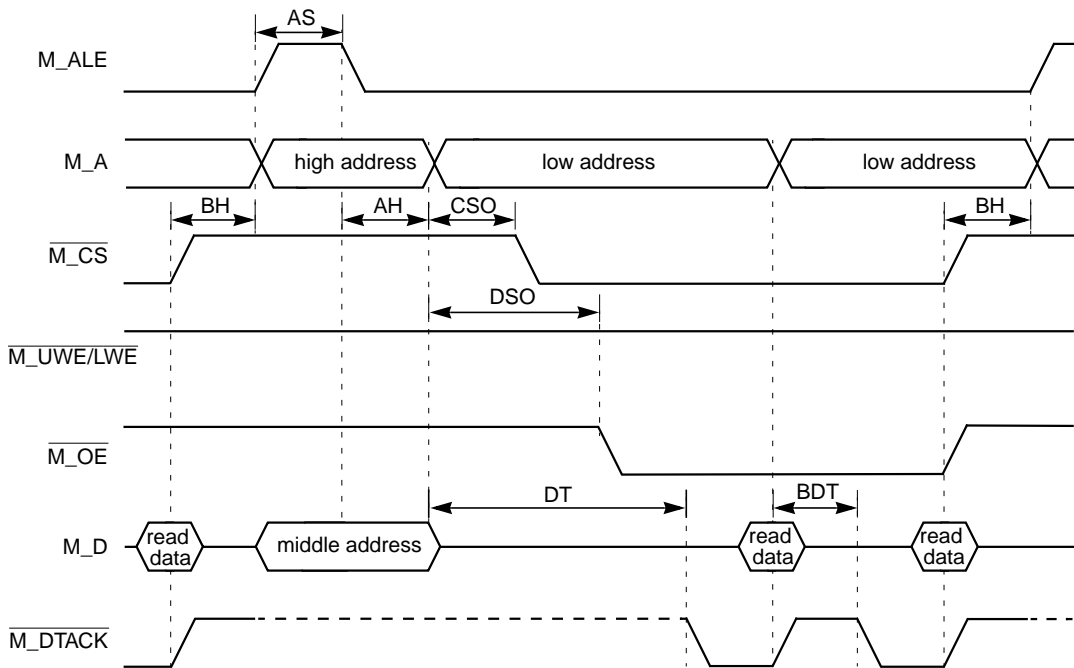 AS
M_ALE
M_A
high address
low address
low address
BH
AH
CSO
BH
M_CS
DSO
M_UWE/LWE
M_OE
DT
BDT
M_D
read
data
middle address
read
data
read
data
M_DTACK